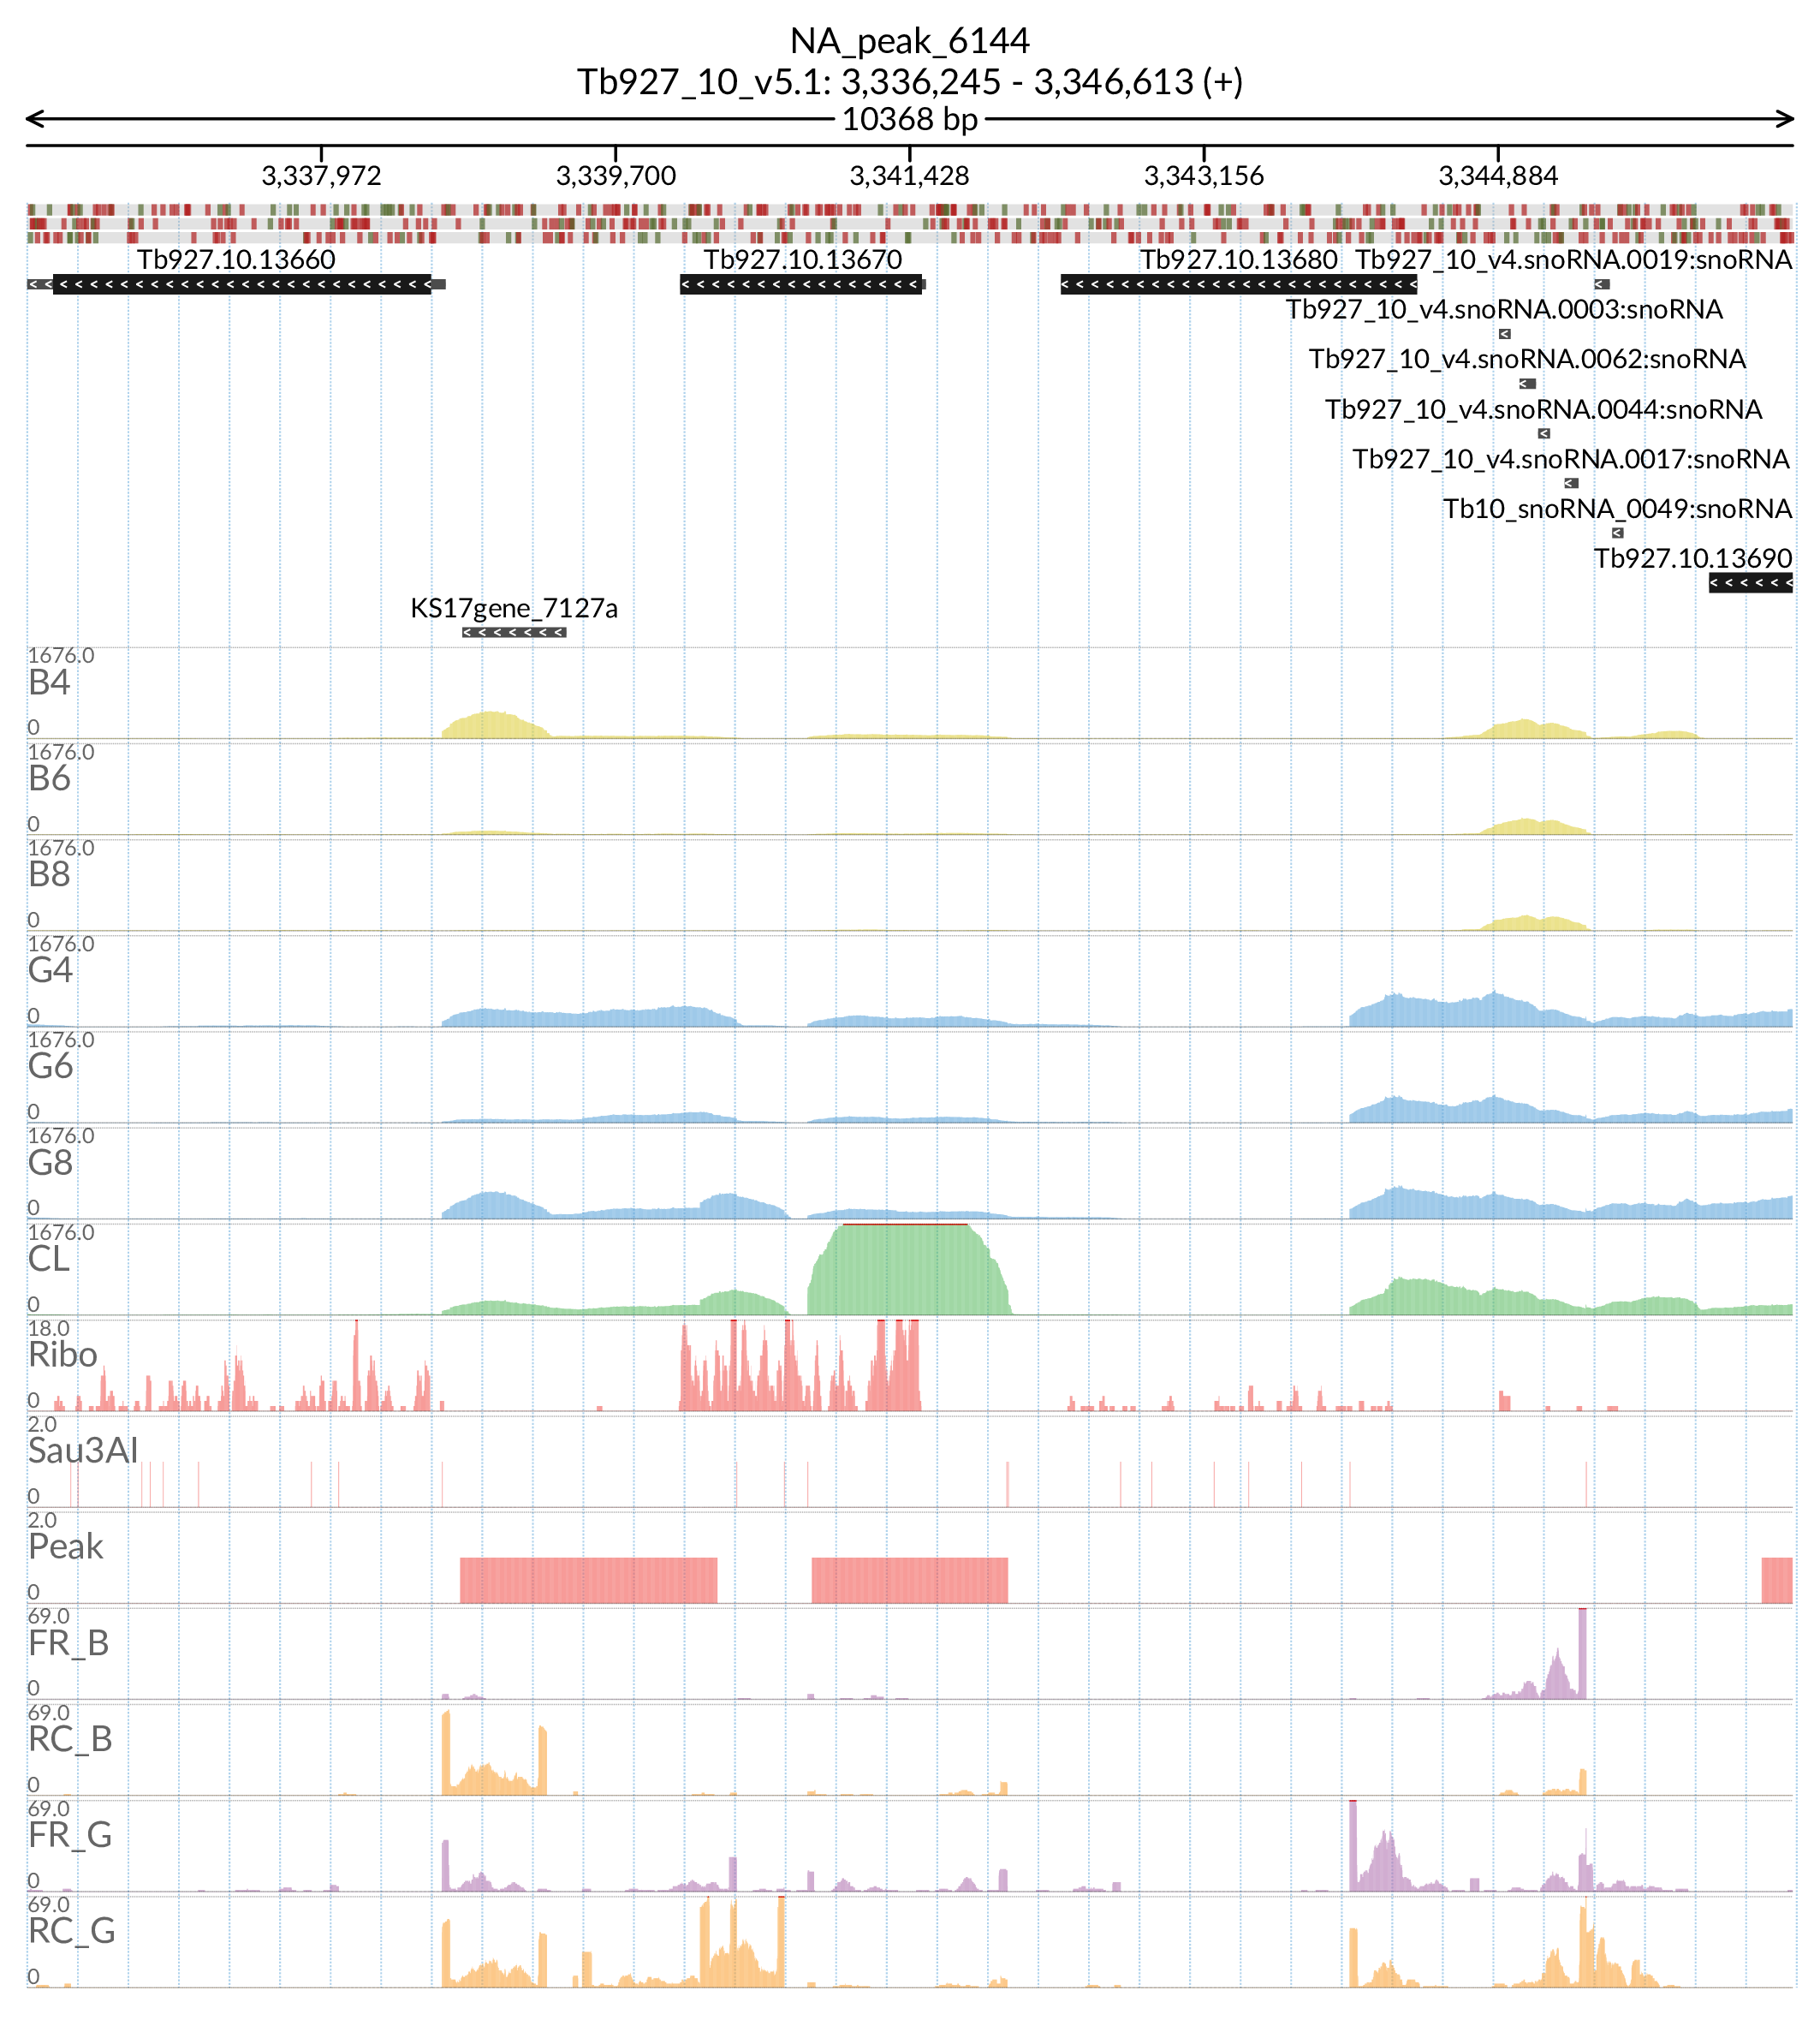 NA_peak_6144
Tb927_10_v5.1: 3,336,245 - 3,346,613 (+)
10368 bp
3,337,972 3,339,700 3,341,428 3,343,156 3,344,884
Tb927.10.13660 Tb927.10.13670 Tb927.10.13680 Tb927_10_v4.snoRNA.0019:snoRNA
Tb927_10_v4.snoRNA.0003:snoRNA
Tb927_10_v4.snoRNA.0062:snoRNA
Tb927_10_v4.snoRNA.0044:snoRNA
Tb927_10_v4.snoRNA.0017:snoRNA
Tb10_snoRNA_0049:snoRNA
Tb927.10.13690
KS17gene_7127a
1676.0
B4
0
1676.0
B6
0
1676.0
B8
0
1676.0
G4
0
1676.0
G6
0
1676.0
G8
0
1676.0
CL
0
18.0
Ribo
0
2.0
Sau3AI
0
2.0
Peak
0
69.0
FR_B
0
69.0
RC_B
0
69.0
FR_G
0
69.0
RC_G
0